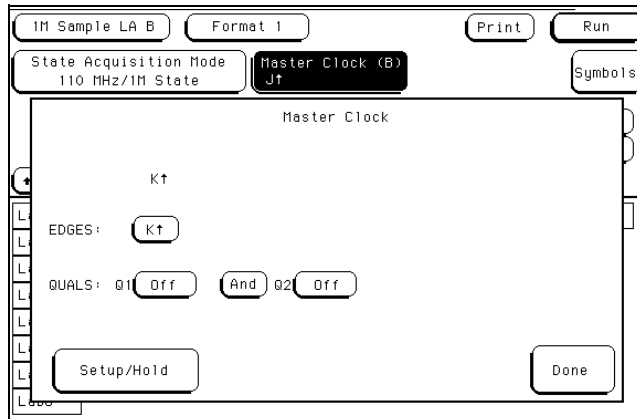 1M Sample LA B Format 1 Print Run
State Acquisition Mode
110 MHz/1M State
Master Clock (B)
J↑
Symbols
Master Clock
K↑
EDGES: K↑
QUALS: Q1 Off And Q2 Off
Setup/Hold Done